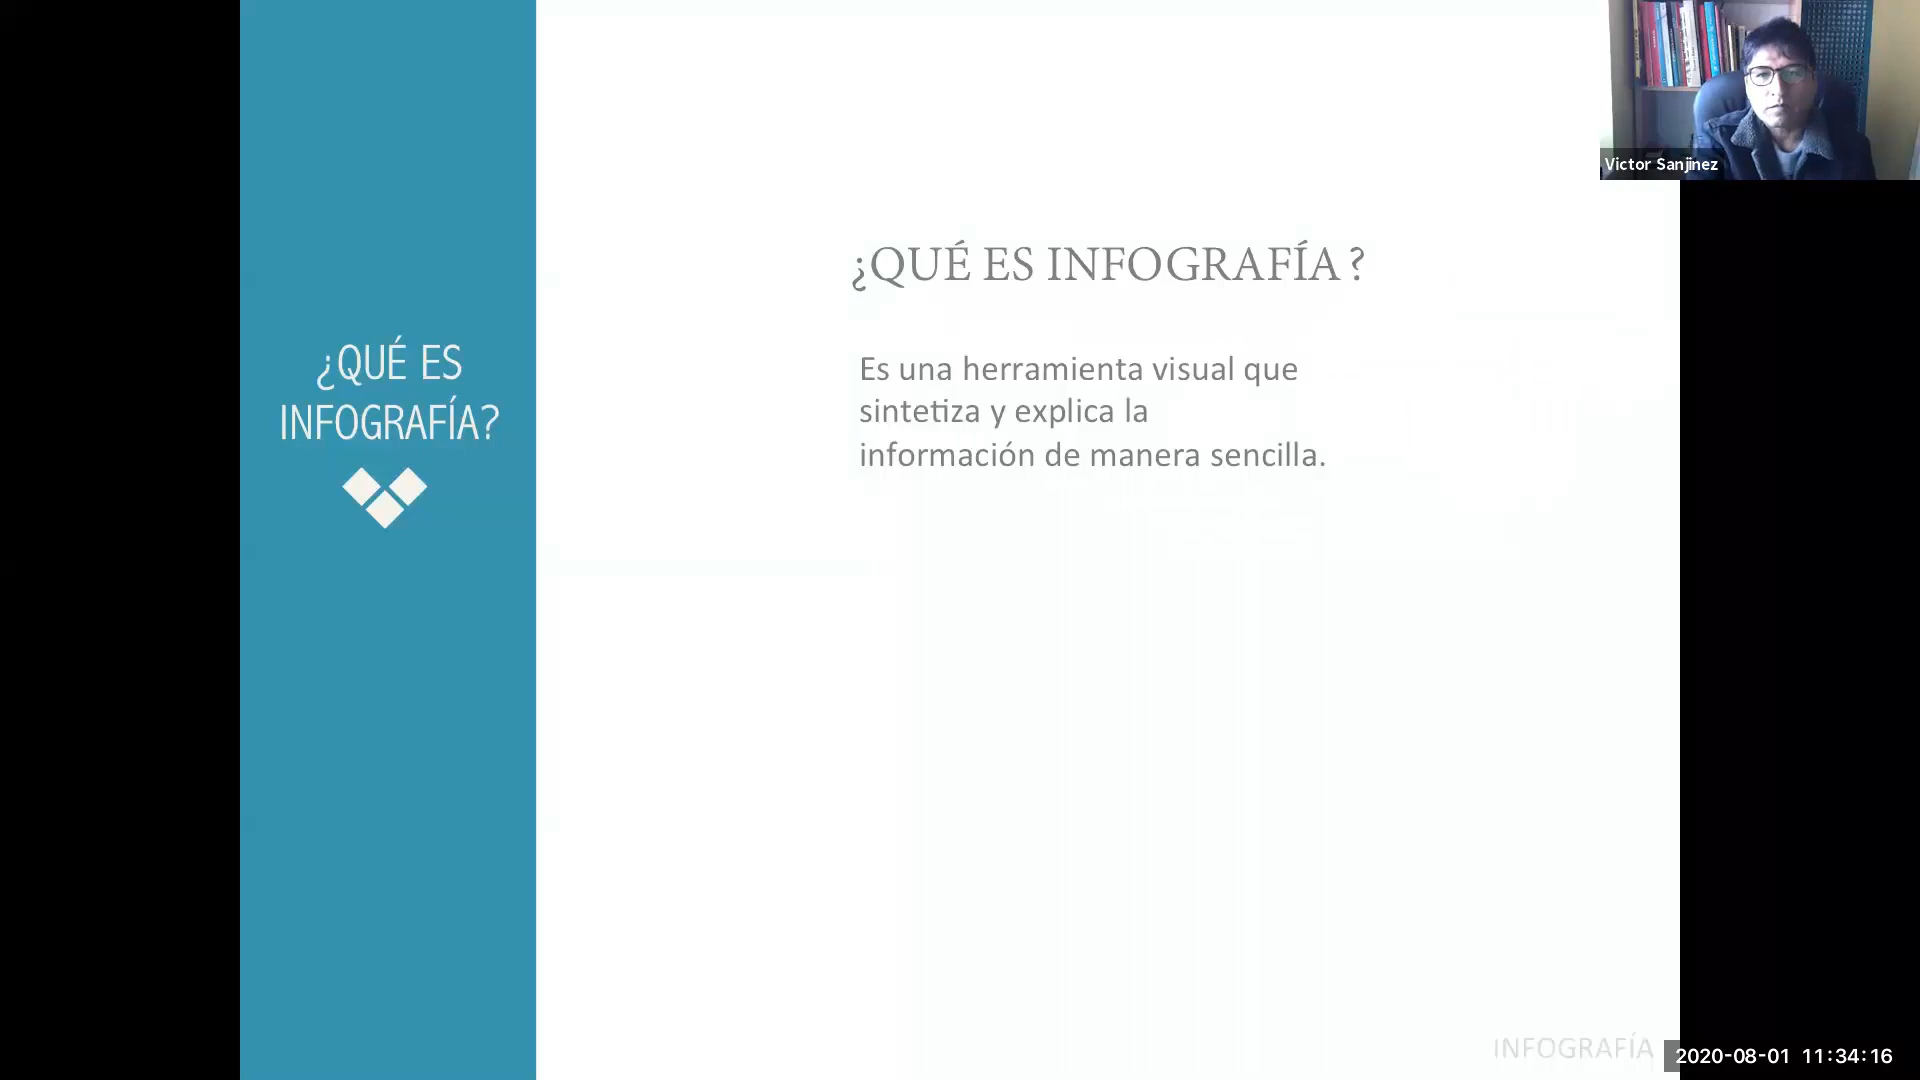 ¿QUÉ ES
INFOGRAFÍA?
¿QUÉ ES INFOGRAFÍA?
Es una herramienta visual que
sintetiza y explica la
información de manera sencilla.
Victor Sanjinez
INFOGRAFÍA
2020-08-01 11:34:16